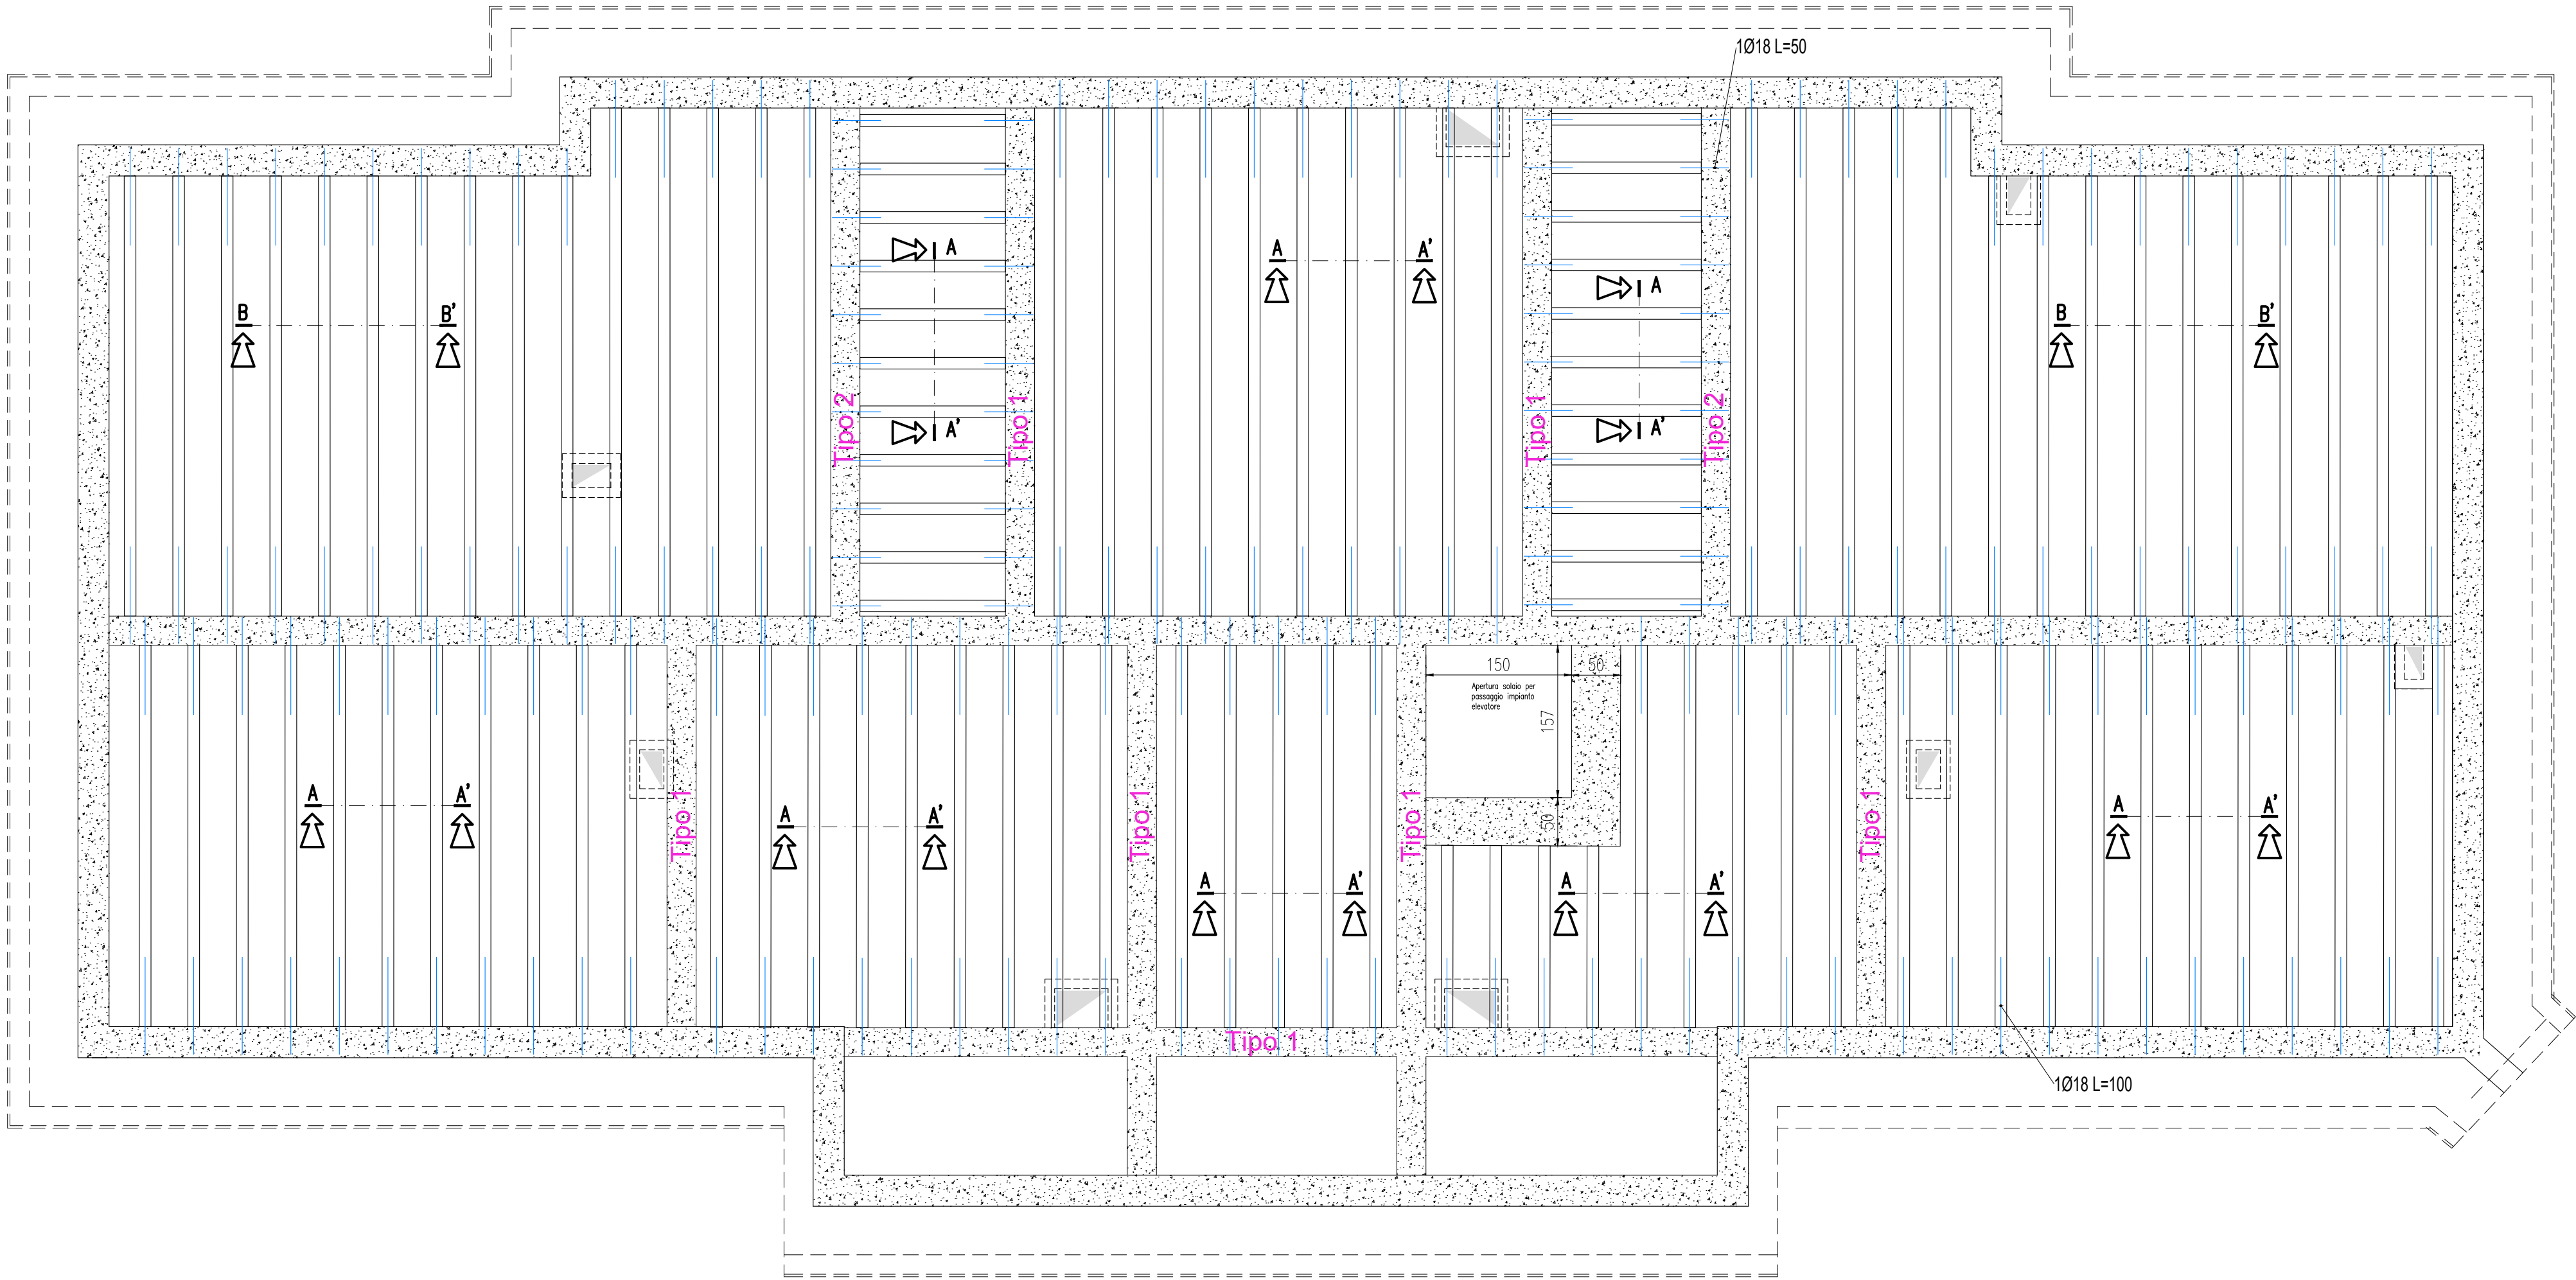 1Ø18 L=50
A
A
A'
A
B
B'
B
B'
Tipo 2
Tipo 1
Tipo 1
Tipo 2
A'
A'
150
50
Apertura solaio per
passaggio impianto
elevatore
157
50
A
A'
A
A'
A
A'
Tipo 1
Tipo 1
Tipo 1
Tipo 1
A
A'
A
A'
Tipo 1
1Ø18 L=100